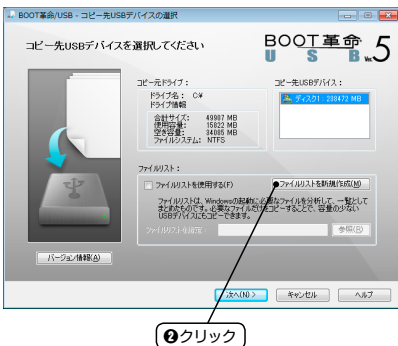 BOOT革命/USB - コピー先USBデバイスの選択
コピー先USBデバイスを選択してください
BOOT革命
USB Ver.5
コピー元ドライブ：
ドライブ名： C:¥
ドライブ情報
合計サイズ： 49987 MB
使用容量： 15822 MB
空き容量： 34085 MB
ファイルシステム： NTFS
コピー先USBデバイス：
ディスク1 : 238472 MB
ファイルリスト：
ファイルリストを使用する(F)
ファイルリストを新規作成(M)
ファイルリストは、Windowsの起動に必要なファイルを分析して、一覧として
まとめたものです。必要なファイルだけをコピーすることで、容量の少ない
USBデバイスにもコピーできます。
ファイルリストを指定：
参照(R)
バージョン情報(A)
次へ(N) >
キャンセル
ヘルプ
❷クリック